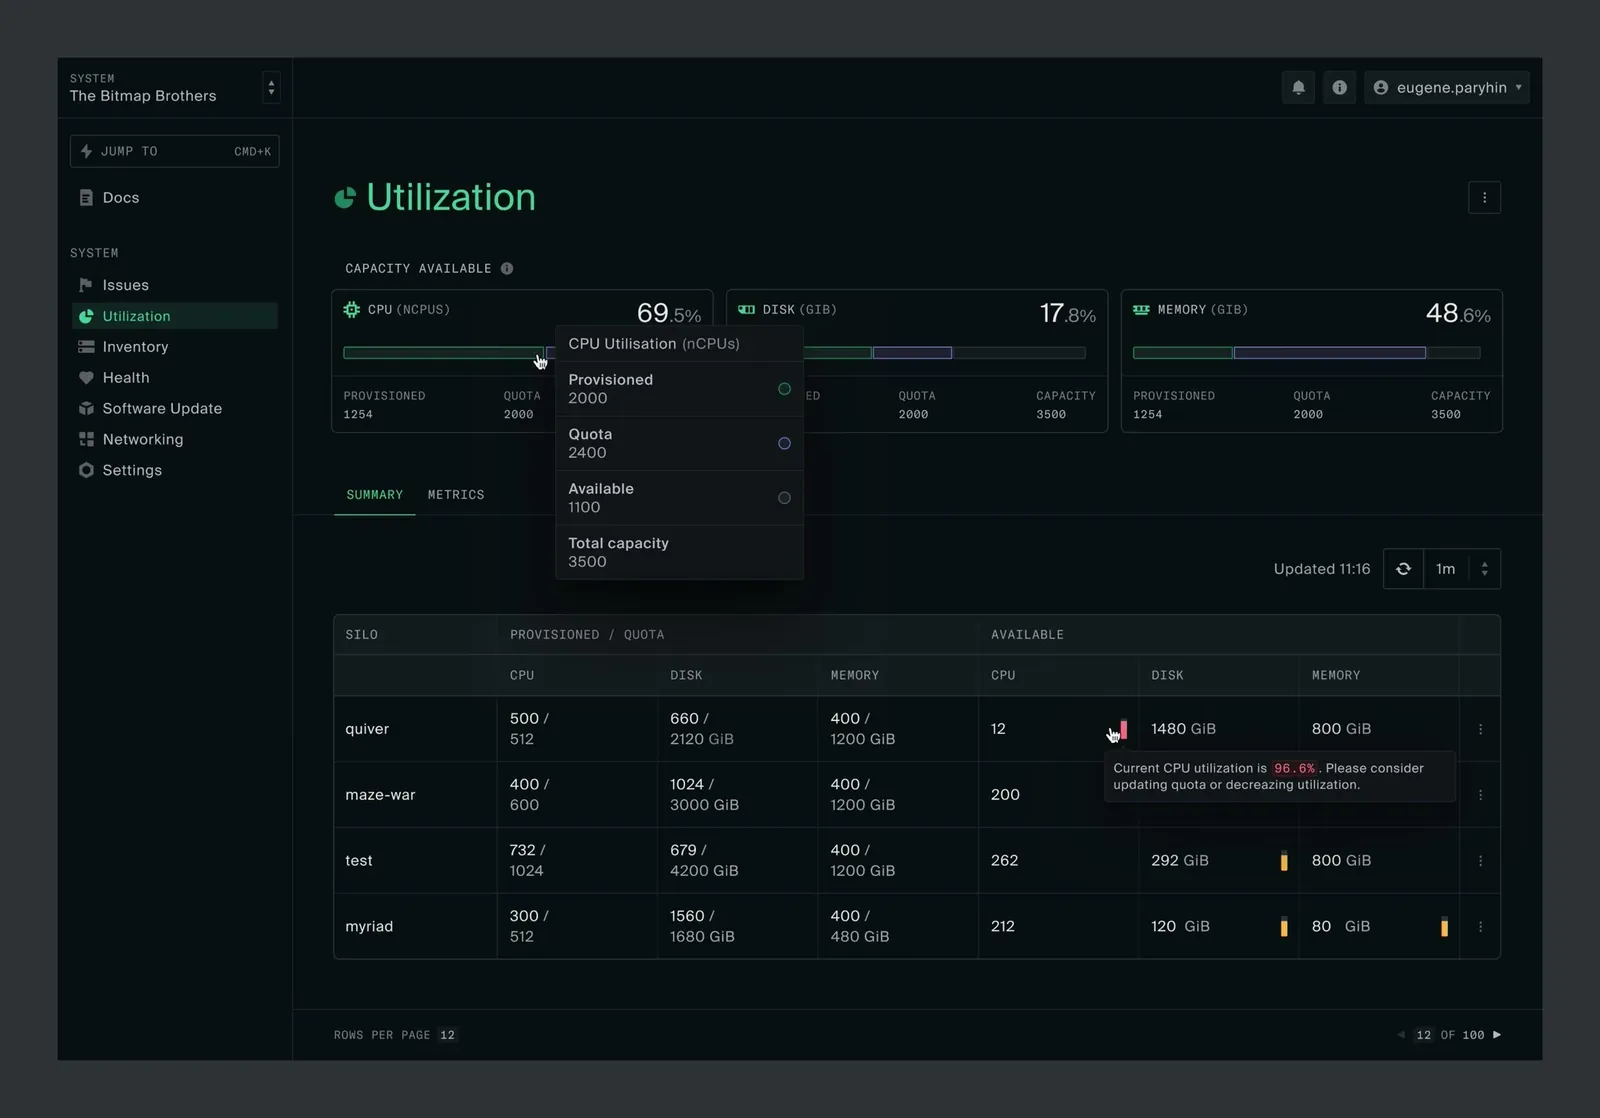 SYSTEM
The Bitmap Brothers
eugene.paryhin
JUMP TO CMD+K
Docs
SYSTEM
Issues
Utilization
Inventory
Health
Software Update
Networking
Settings
Utilization
CAPACITY AVAILABLE
CPU (NCPUS) 69.5%
PROVISIONED QUOTA
1254 2000
DISK (GIB) 17.8%
ED QUOTA CAPACITY
2000 3500
MEMORY (GIB) 48.6%
PROVISIONED QUOTA CAPACITY
1254 2000 3500
CPU Utilisation (nCPUs)
Provisioned
2000
Quota
2400
Available
1100
Total capacity
3500
SUMMARY METRICS
Updated 11:16 1m
SILO PROVISIONED / QUOTA AVAILABLE
CPU DISK MEMORY CPU DISK MEMORY
quiver 500 / 660 / 400 / 12 1480 GiB 800 GiB
512 2120 GiB 1200 GiB
Current CPU utilization is 96.6%. Please consider
updating quota or decreazing utilization.
maze-war 400 / 1024 / 400 / 200
600 3000 GiB 1200 GiB
test 732 / 679 / 400 / 262 292 GiB 800 GiB
1024 4200 GiB 1200 GiB
myriad 300 / 1560 / 400 / 212 120 GiB 80 GiB
512 1680 GiB 480 GiB
ROWS PER PAGE 12
12 OF 100